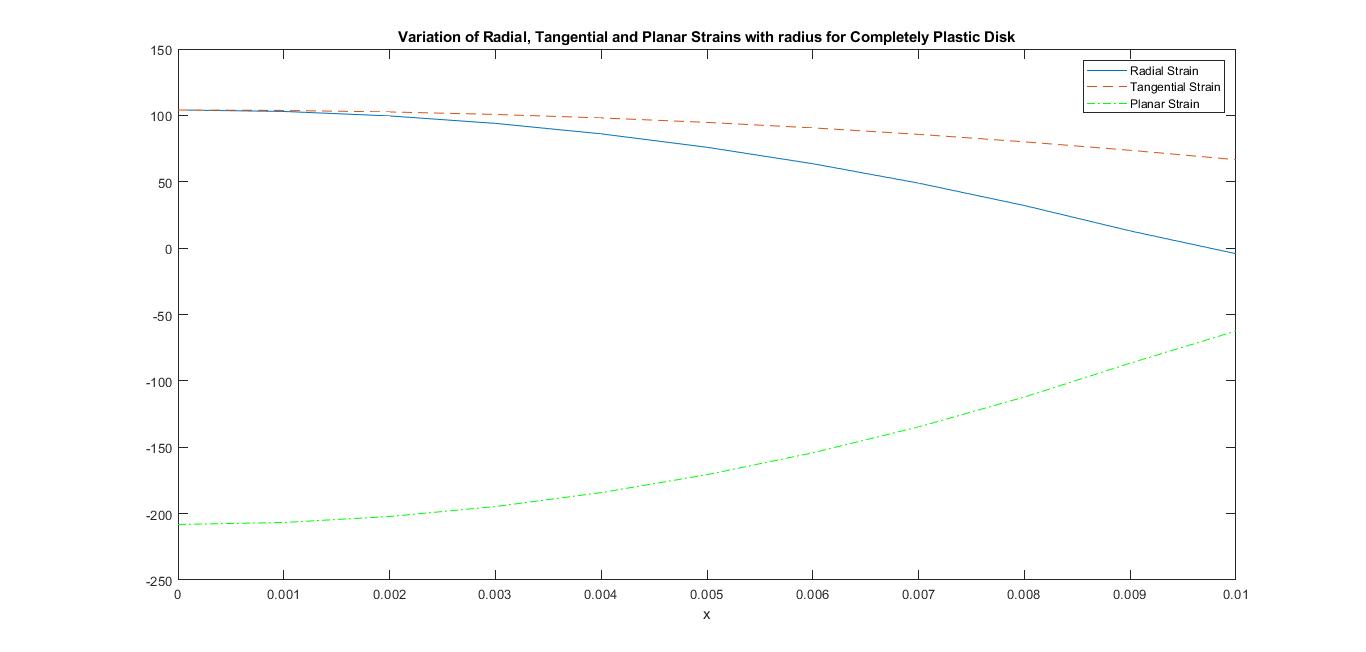 Variation of Radial, Tangential and Planar Strains with radius for Completely Plastic Disk
150
100
50
0
-50
-100
-150
-200
-250
Radial Strain
Tangential Strain
Planar Strain
0 0.001 0.002 0.003 0.004 0.005 0.006 0.007 0.008 0.009 0.01
x